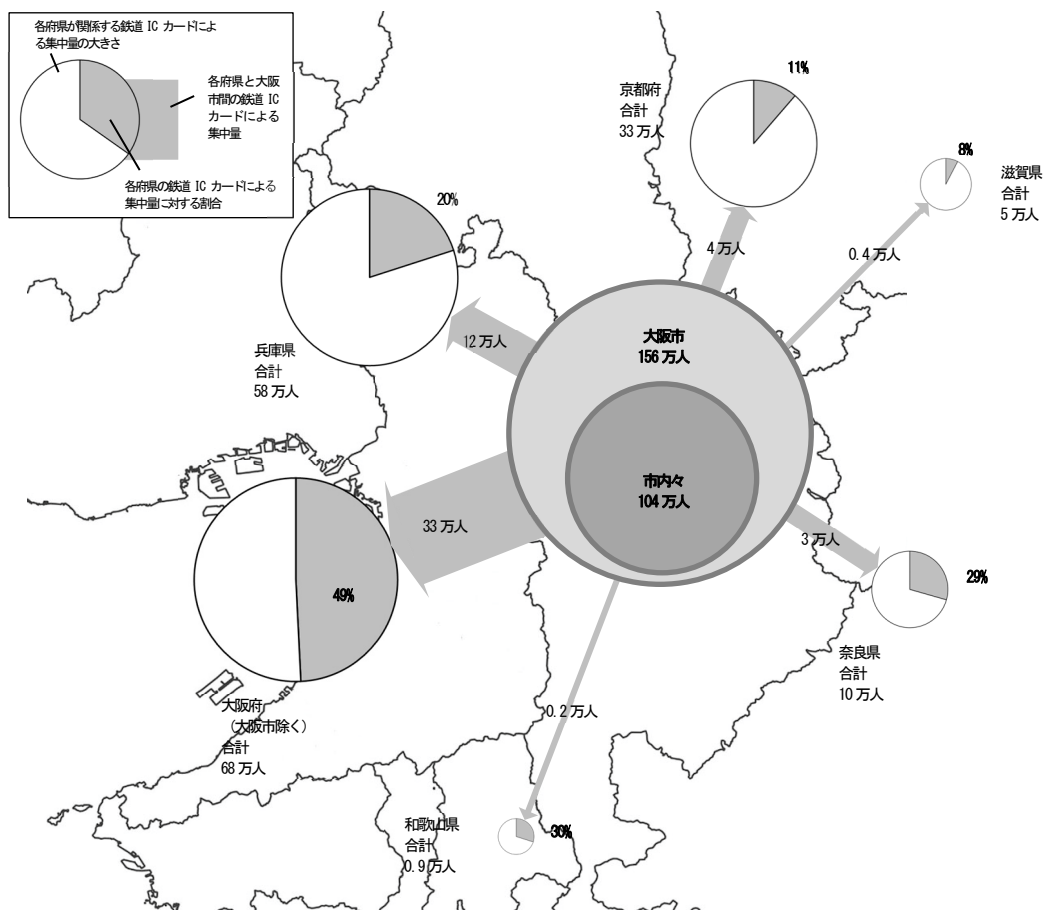 各府県が関係する鉄道 IC カードによ
る集中量の大きさ
各府県と大阪
市間の鉄道 IC
カードによる
集中量
各府県の鉄道 IC カードによる
集中量に対する割合
京都府
合計
33 万人
11%
8%
滋賀県
合計
5 万人
20%
4 万人
0.4 万人
兵庫県
合計
58 万人
12 万人
大阪市
156 万人
市内々
104 万人
33 万人
3 万人
49%
29%
奈良県
合計
10 万人
大阪府
（大阪市除く）
合計
68 万人
0.2 万人
和歌山県
合計
0.9 万人
30%